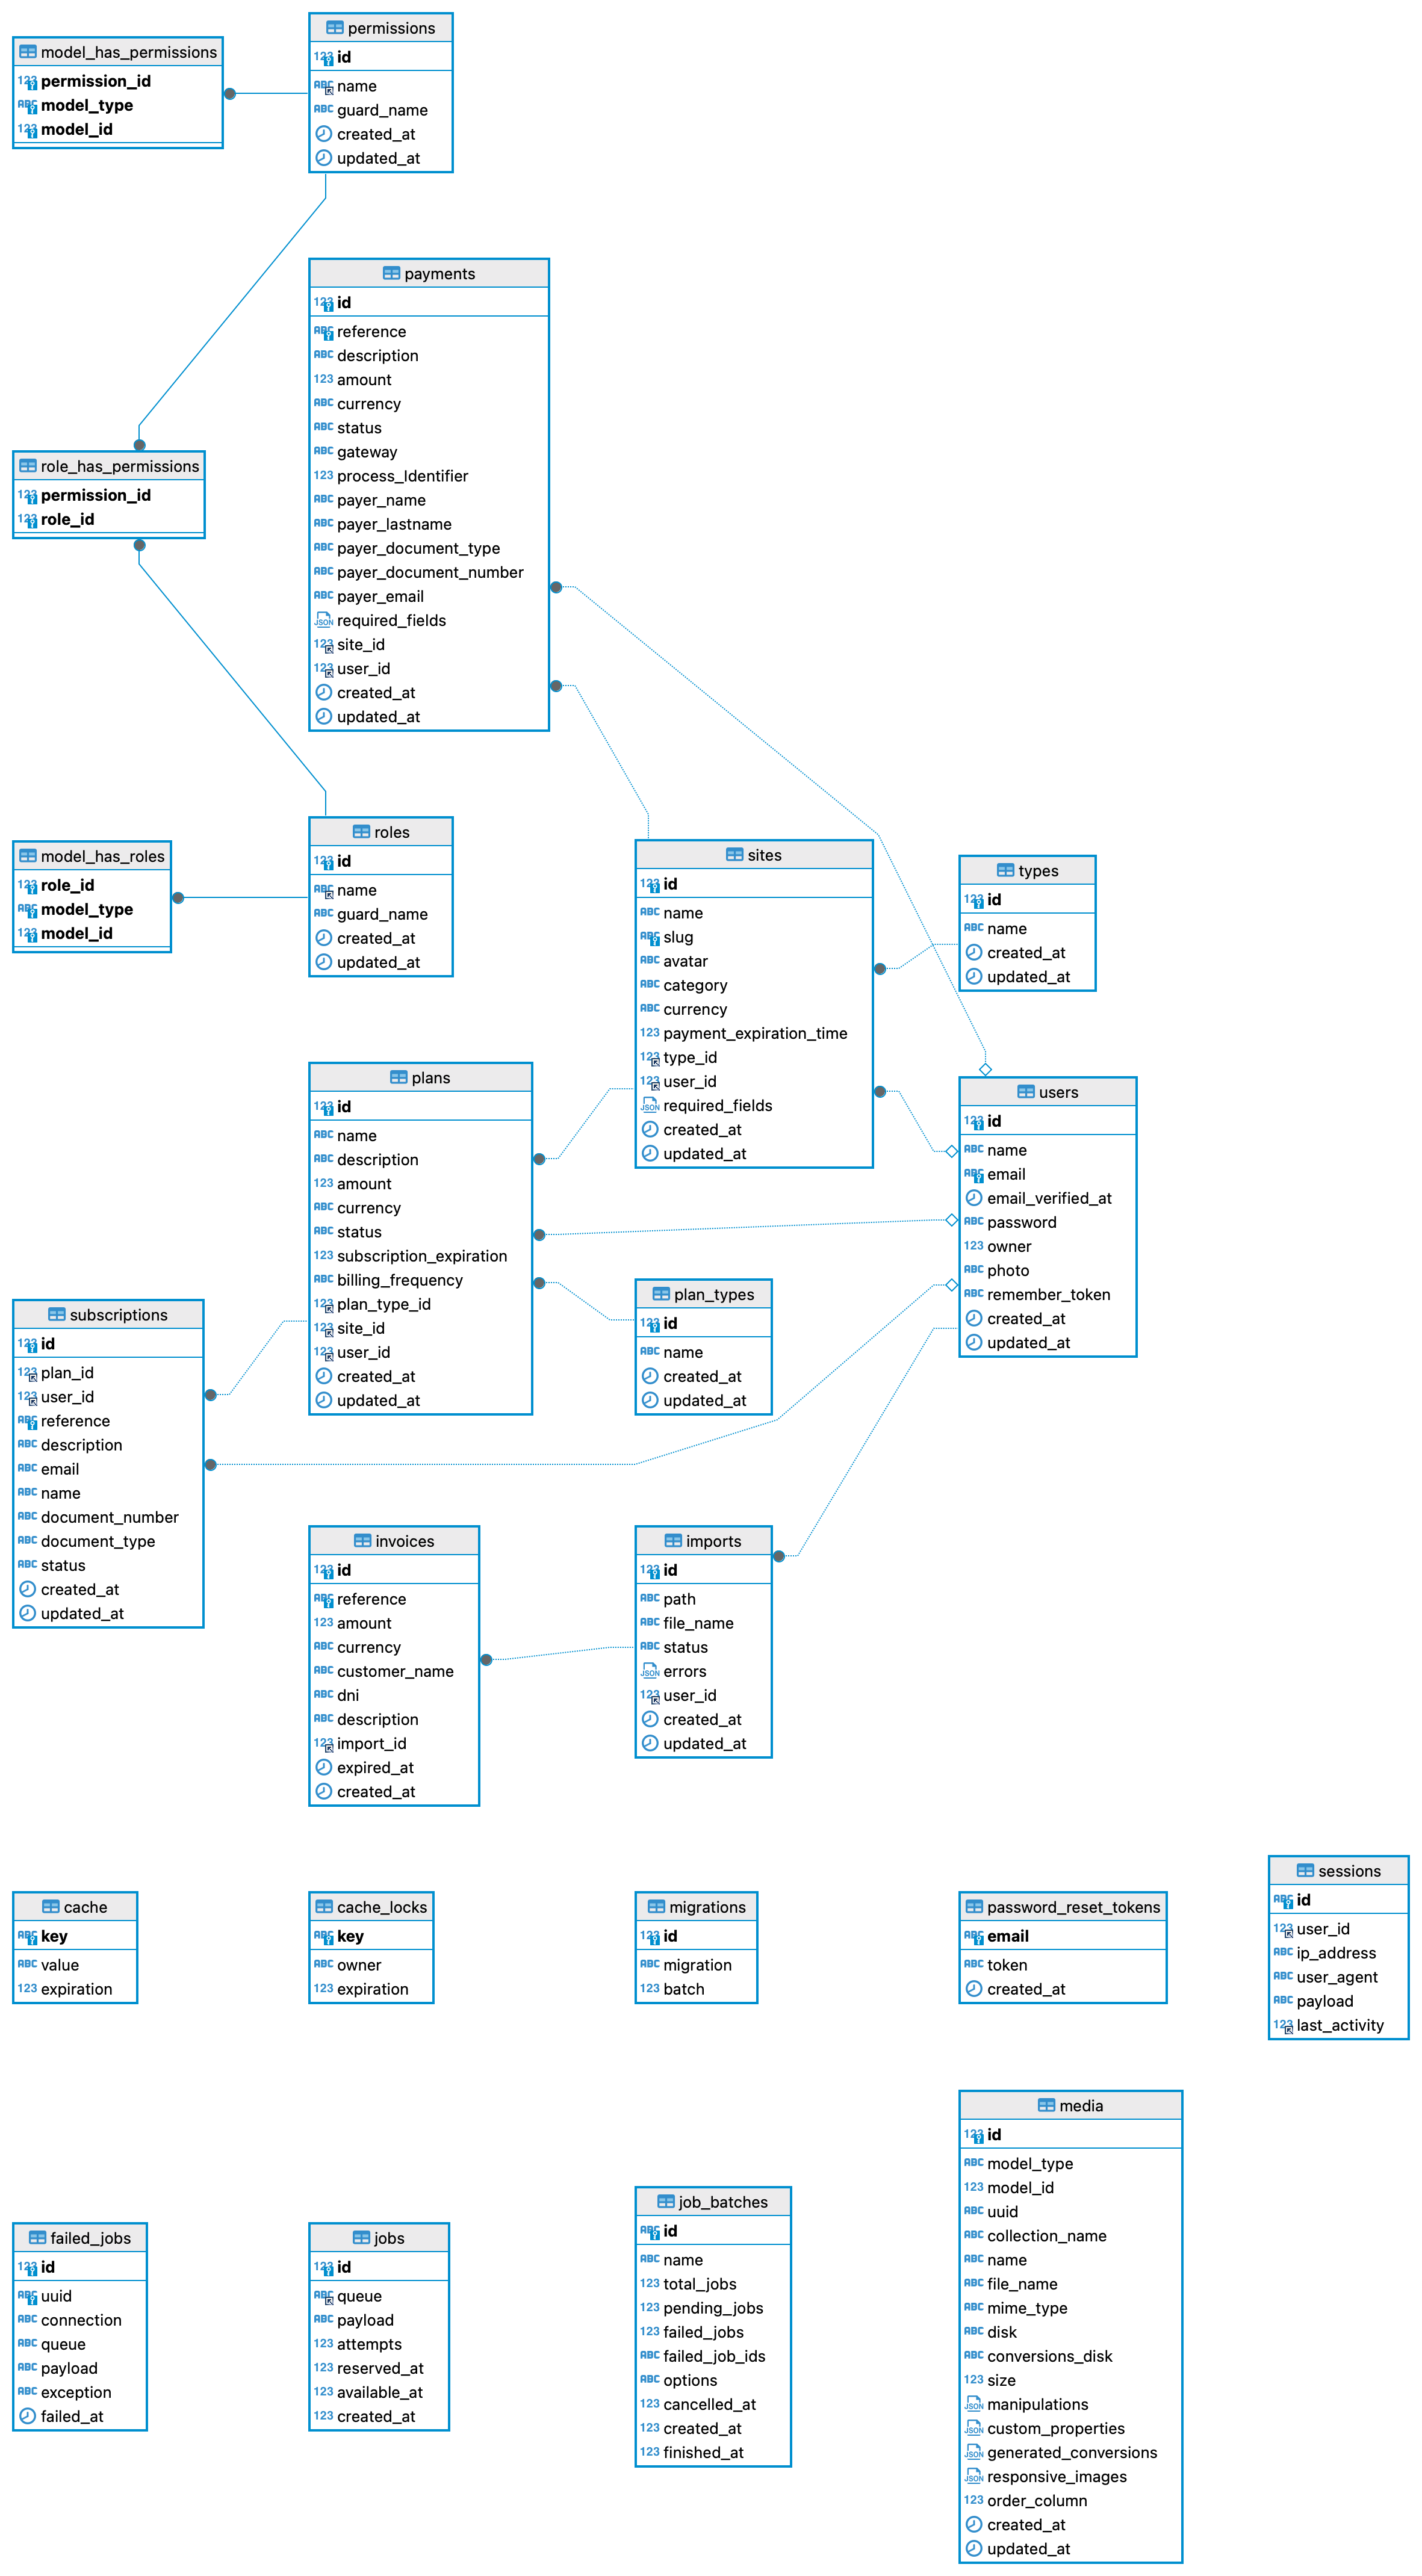 model_has_permissions
permission_id
model_type
model_id
permissions
id
name
guard_name
created_at
updated_at
payments
id
reference
description
amount
currency
status
gateway
process_Identifier
payer_name
payer_lastname
payer_document_type
payer_document_number
payer_email
required_fields
site_id
user_id
created_at
updated_at
role_has_permissions
permission_id
role_id
model_has_roles
role_id
model_type
model_id
roles
id
name
guard_name
created_at
updated_at
sites
id
name
slug
avatar
category
currency
payment_expiration_time
type_id
user_id
required_fields
created_at
updated_at
types
id
name
created_at
updated_at
plans
id
name
description
amount
currency
status
subscription_expiration
billing_frequency
plan_type_id
site_id
user_id
created_at
updated_at
users
id
name
email
email_verified_at
password
owner
photo
remember_token
created_at
updated_at
plan_types
id
name
created_at
updated_at
subscriptions
id
plan_id
user_id
reference
description
email
name
document_number
document_type
status
created_at
updated_at
invoices
id
reference
amount
currency
customer_name
dni
description
import_id
expired_at
created_at
imports
id
path
file_name
status
errors
user_id
created_at
updated_at
cache
key
value
expiration
cache_locks
key
owner
expiration
migrations
id
migration
batch
password_reset_tokens
email
token
created_at
sessions
id
user_id
ip_address
user_agent
payload
last_activity
failed_jobs
id
uuid
connection
queue
payload
exception
failed_at
jobs
id
queue
payload
attempts
reserved_at
available_at
created_at
job_batches
id
name
total_jobs
pending_jobs
failed_jobs
failed_job_ids
options
cancelled_at
created_at
finished_at
media
id
model_type
model_id
uuid
collection_name
name
file_name
mime_type
disk
conversions_disk
size
manipulations
custom_properties
generated_conversions
responsive_images
order_column
created_at
updated_at